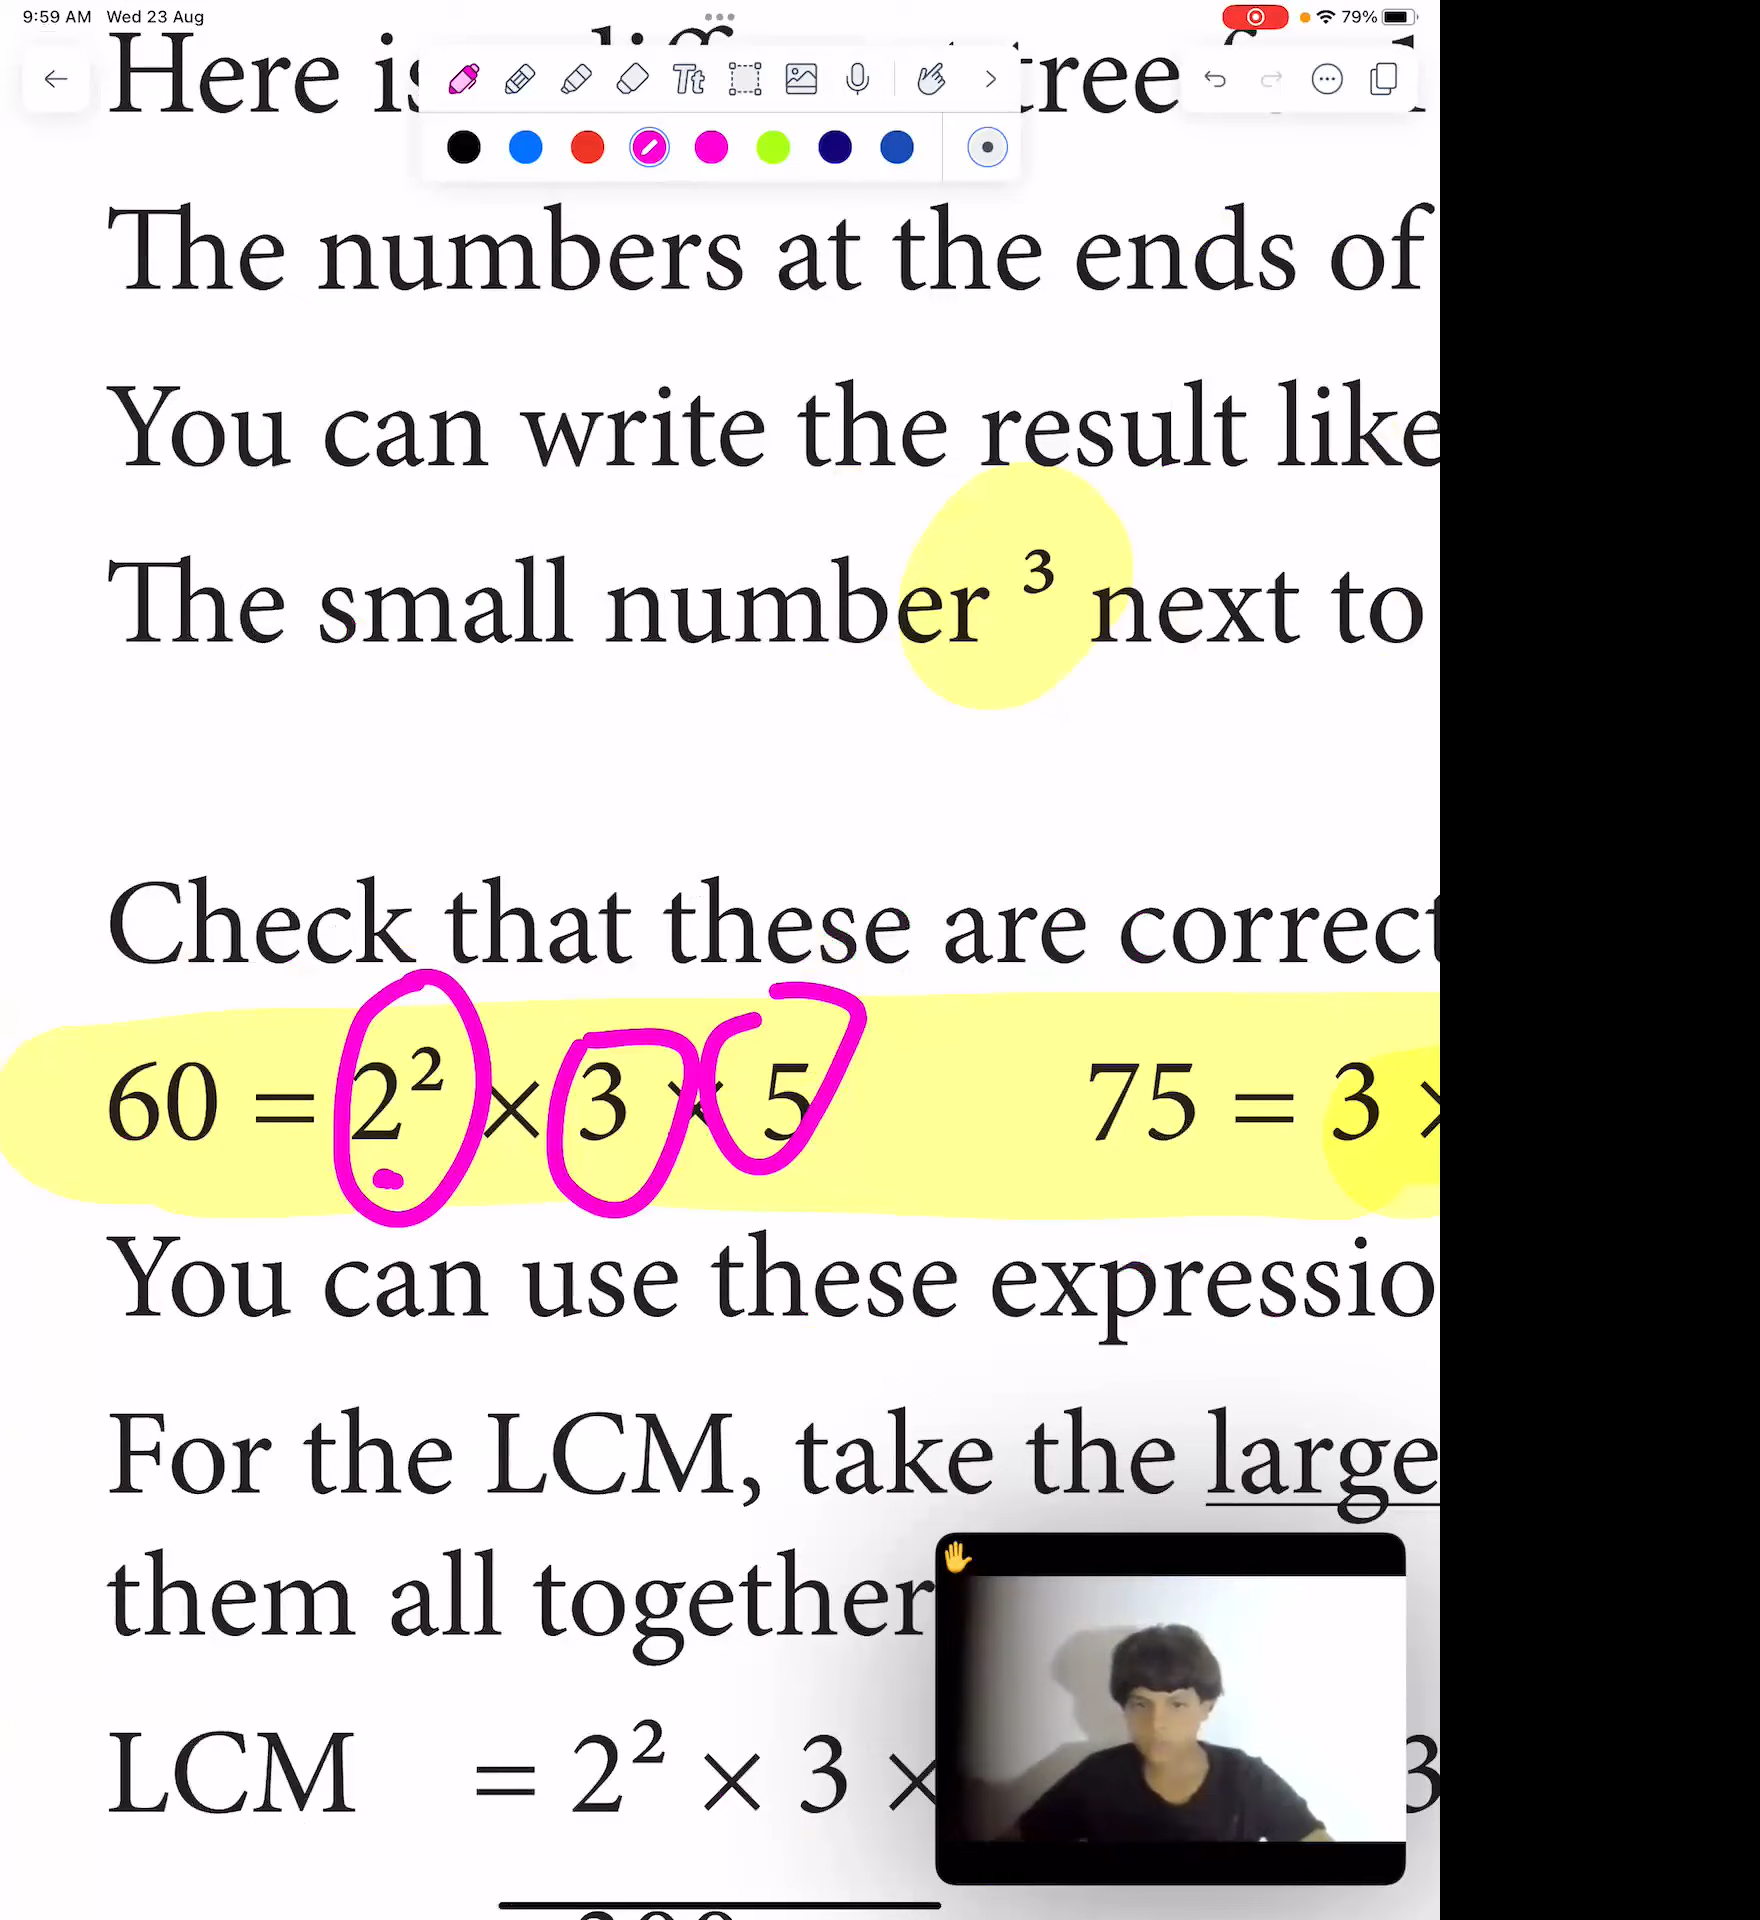 9:59 AM Wed 23 Aug
79%
Here is
tree
Tt
The numbers at the ends of
You can write the result like
The small number ³ next to
Check that these are correct
60 = 2² × 3 × 5 75 = 3 ×
You can use these expressio
For the LCM, take the large
them all together
LCM = 2² × 3 × 3